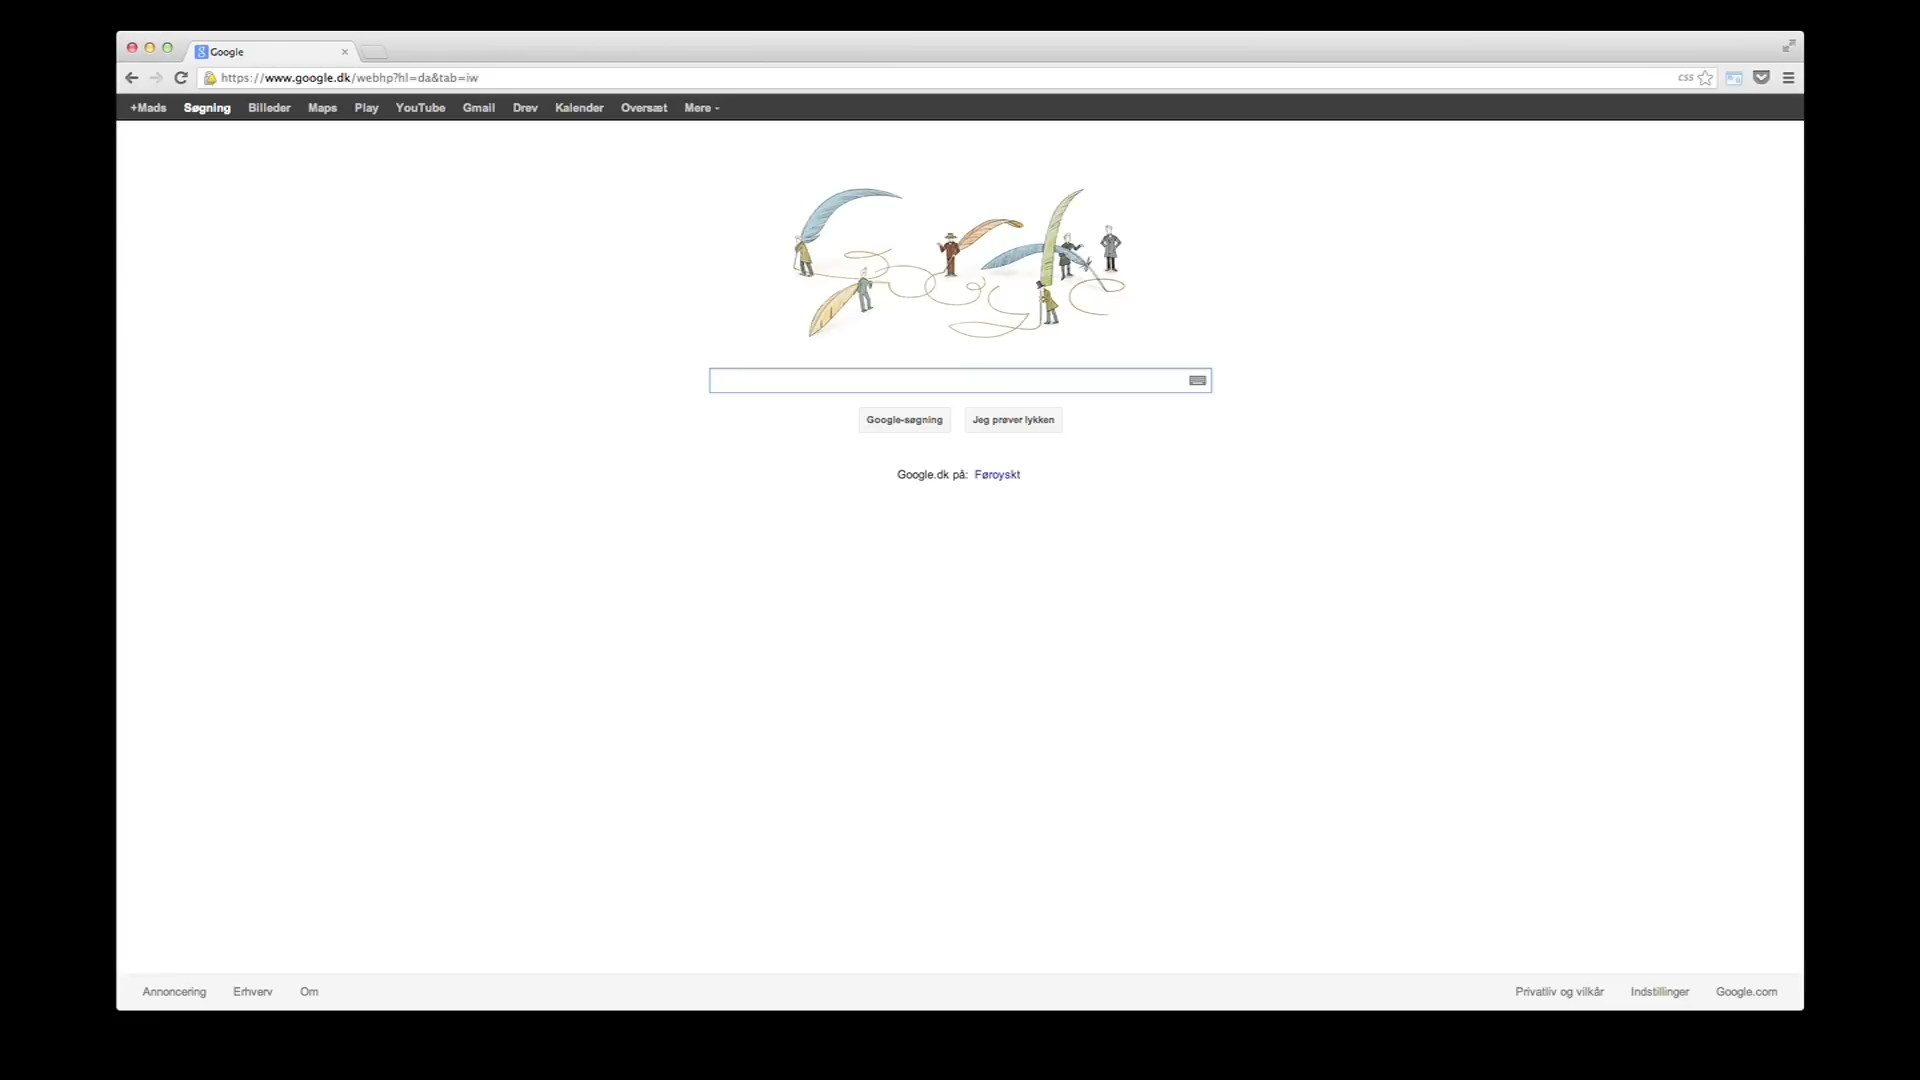 Google
https://www.google.dk/webhp?hl=da&tab=iw
css
+Mads Søgning Billeder Maps Play YouTube Gmail Drev Kalender Oversæt Mere
Google-søgning Jeg prøver lykken
Google.dk på: Føroyskt
Annoncering Erhverv Om Privatliv og vilkår Indstillinger Google.com